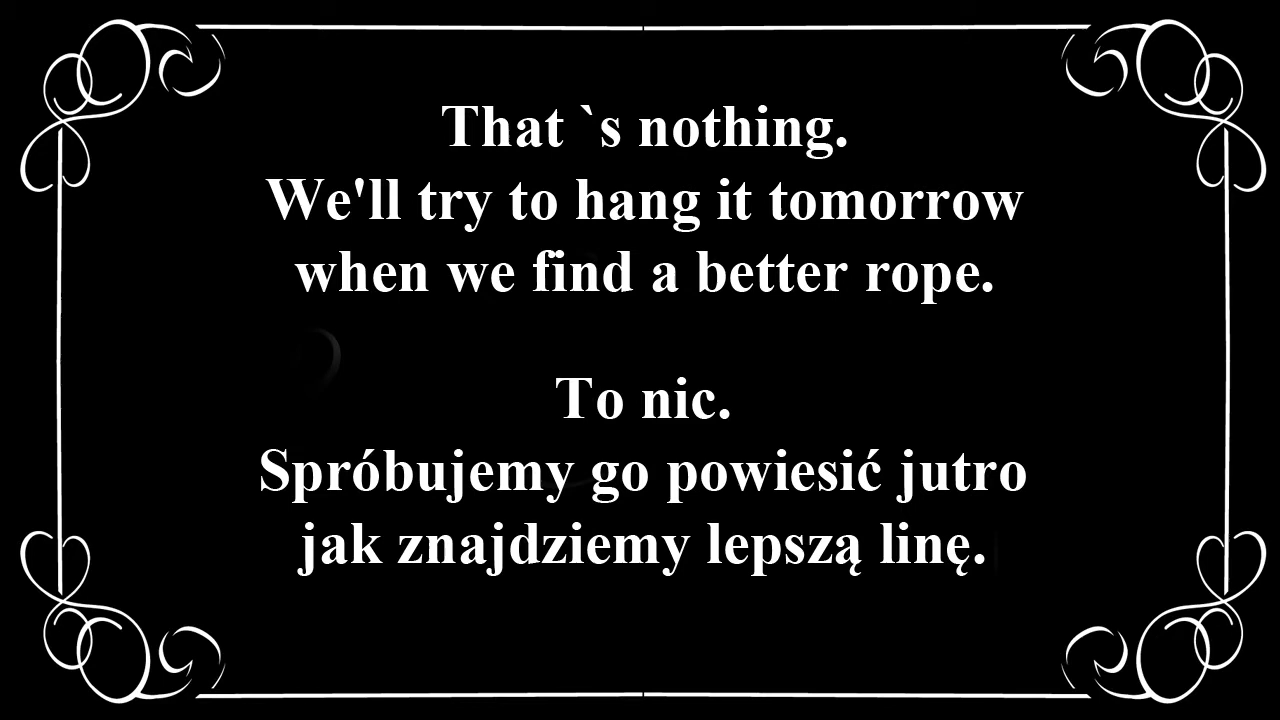 That `s nothing.
We'll try to hang it tomorrow
when we find a better rope.
To nic.
Spróbujemy go powiesić jutro
jak znajdziemy lepszą linę.